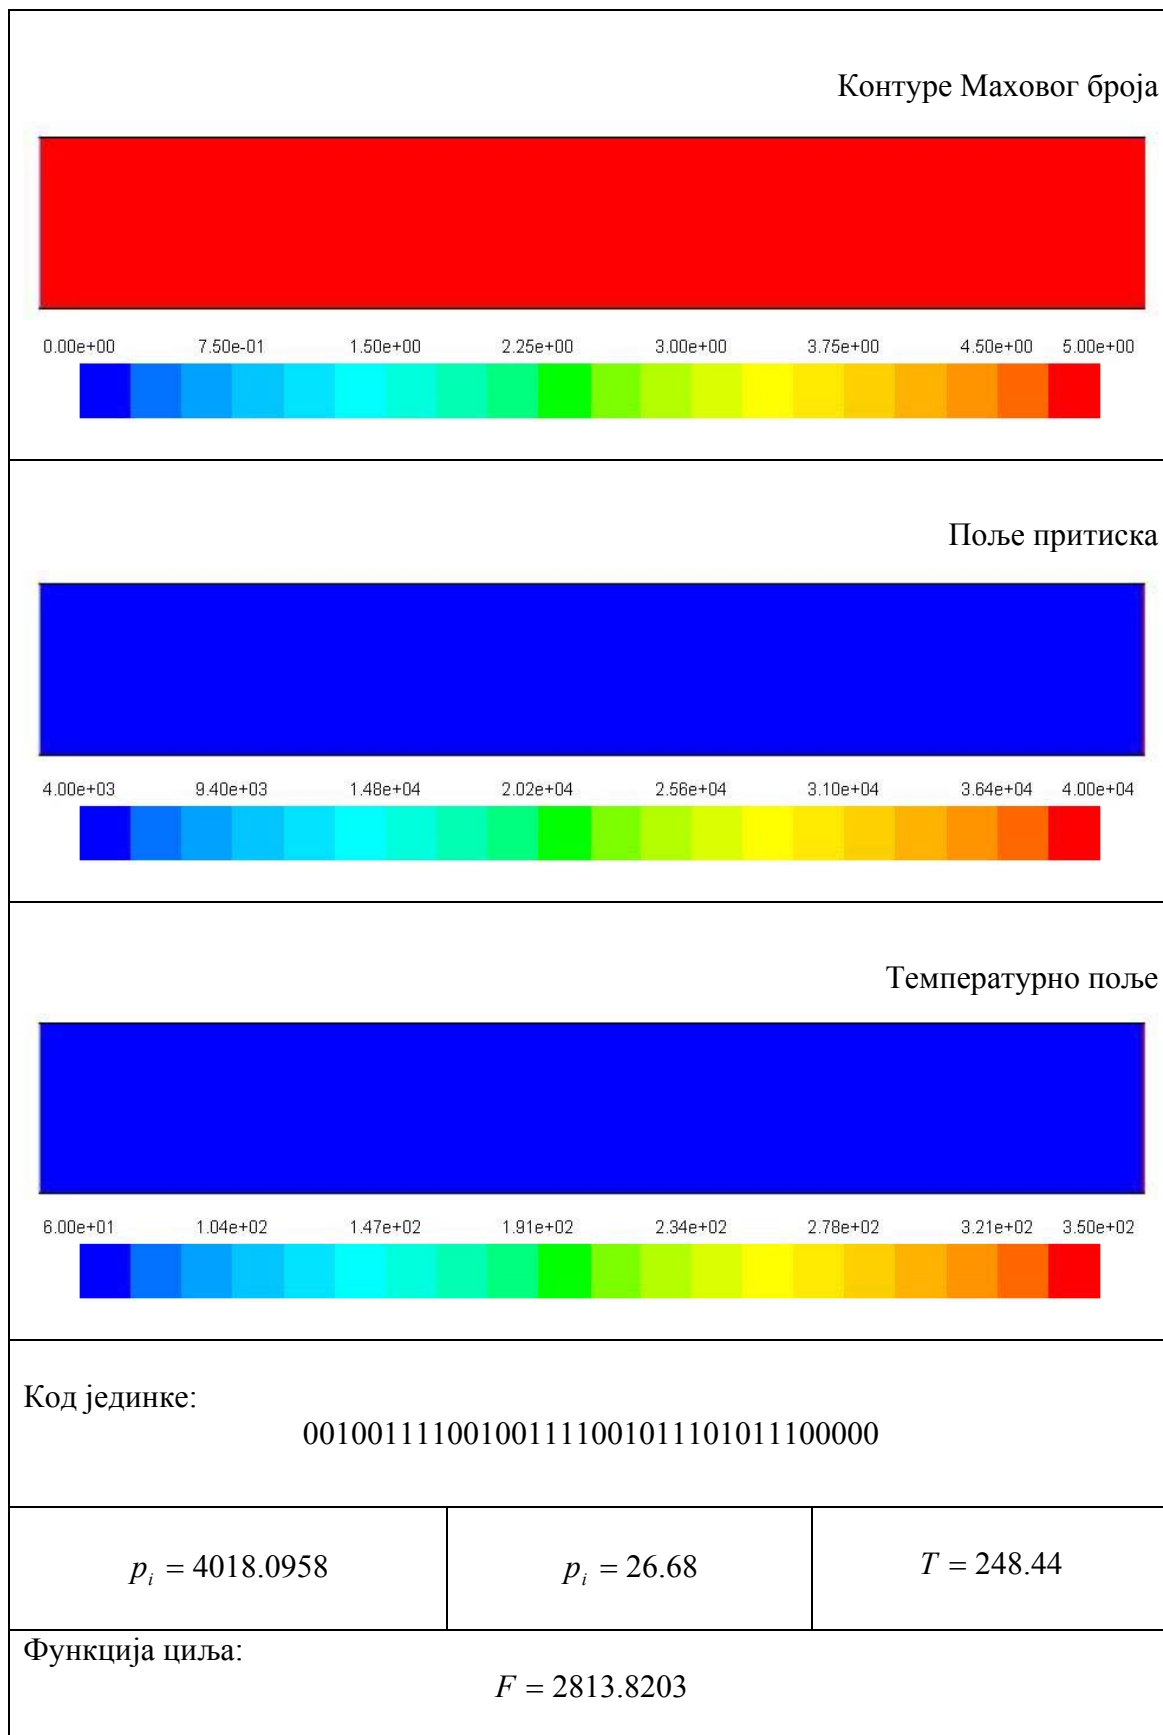 Контуре Маховог броја
0.00e+00 7.50e-01 1.50e+00 2.25e+00 3.00e+00 3.75e+00 4.50e+00 5.00e+00
Поље притиска
4.00e+03 9.40e+03 1.48e+04 2.02e+04 2.56e+04 3.10e+04 3.64e+04 4.00e+04
Температурно поље
6.00e+01 1.04e+02 1.47e+02 1.91e+02 2.34e+02 2.78e+02 3.21e+02 3.50e+02
Код јединке:
001001111001001111100101110101110​0000
p_i = 4018.0958 p_i = 26.68 T = 248.44
Функција циља:
F = 2813.8203